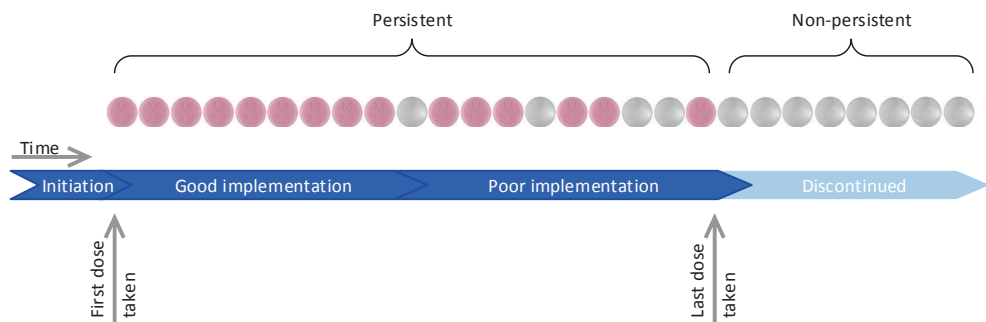 Persistent
Non-persistent
Time
Initiation
Good implementation
Poor implementation
Discontinued
First dose
taken
Last dose
taken